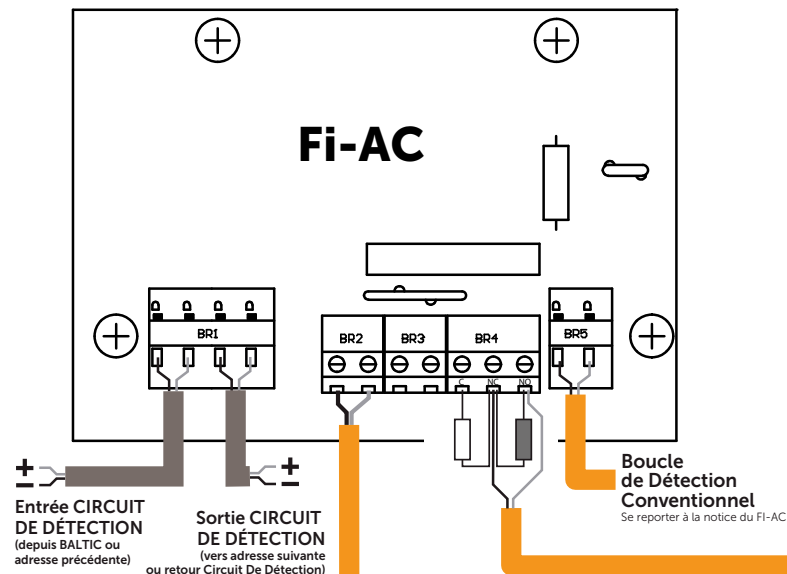 Fi-AC
BR1
BR2
BR3
BR4
BR5
C
NC
NO
+
-
Entrée CIRCUIT
DE DÉTECTION
(depuis BALTIC ou
adresse précédente)
+
-
Sortie CIRCUIT
DE DÉTECTION
(vers adresse suivante
ou retour Circuit De Détection)
Boucle
de Détection
Conventionnel
Se reporter à la notice du FI-AC